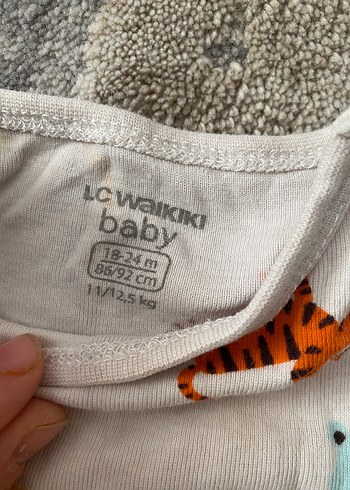 LC WAIKIKI
baby
18-24 m
86/92 cm
11/12,5 kg